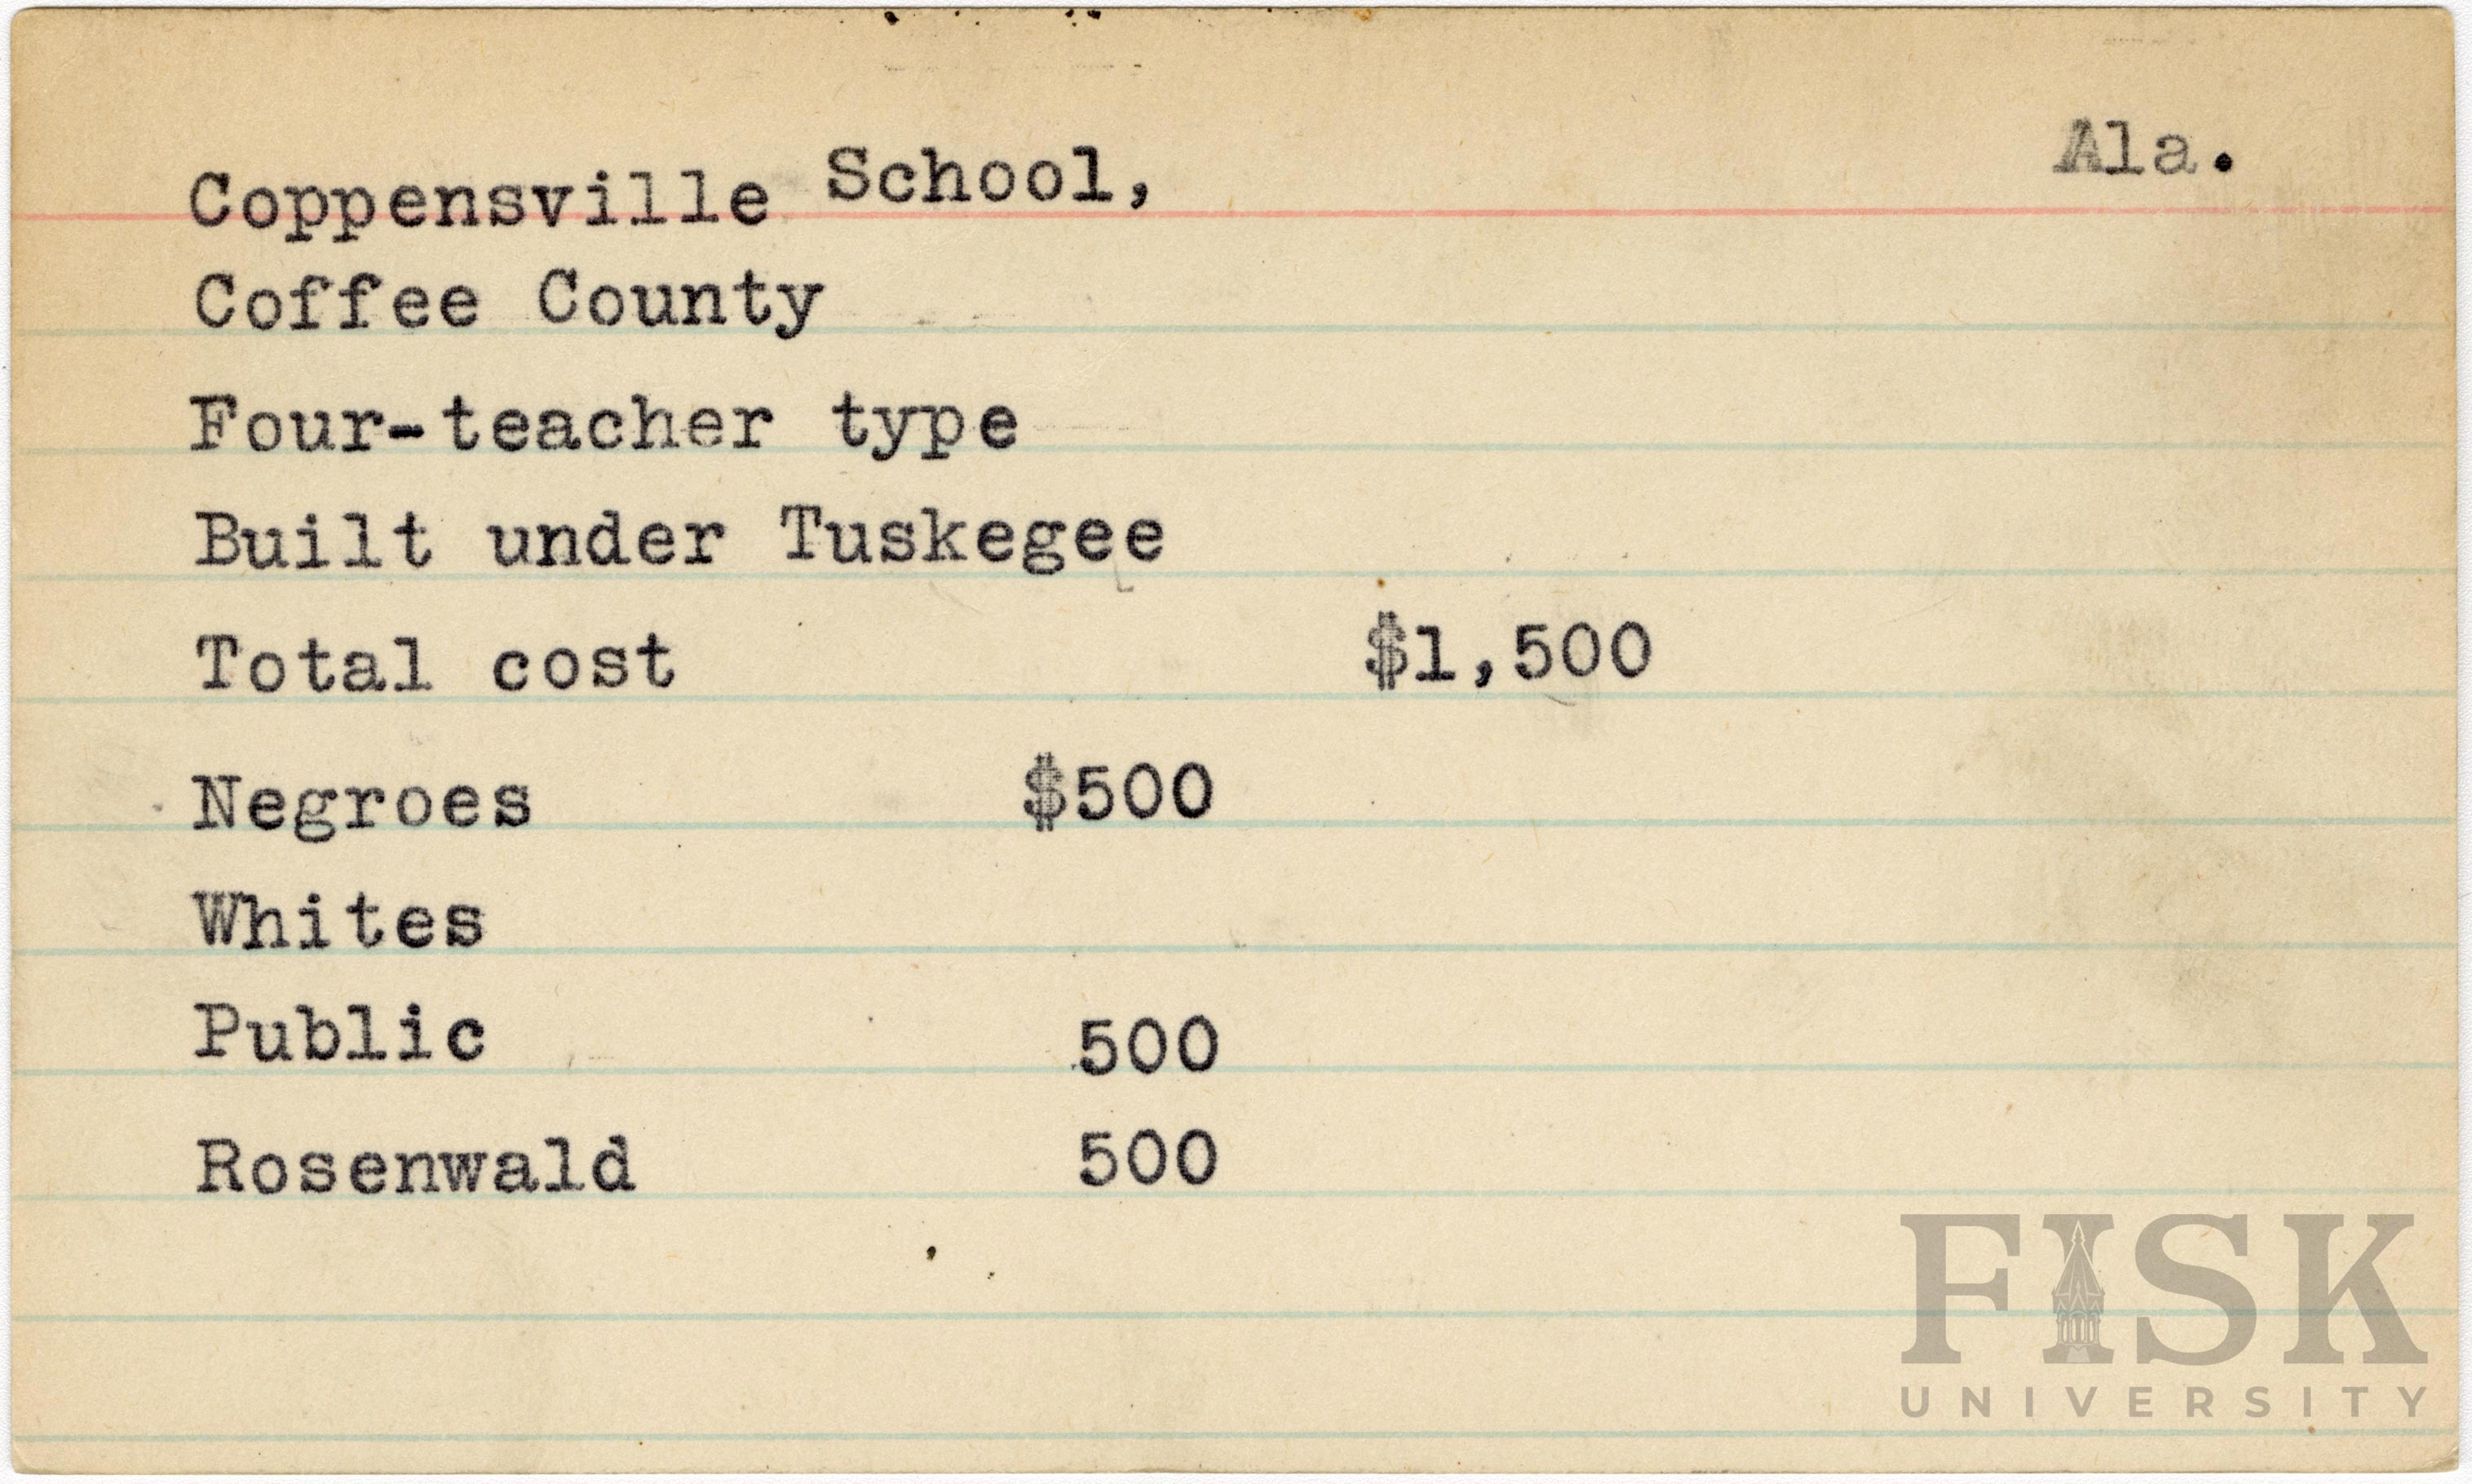 Ala.
Coppensville School,
Coffee County
Four-teacher type
Built under Tuskegee
Total cost $1,500
Negroes $500
Whites
Public 500
Rosenwald 500
FISK
UNIVERSITY